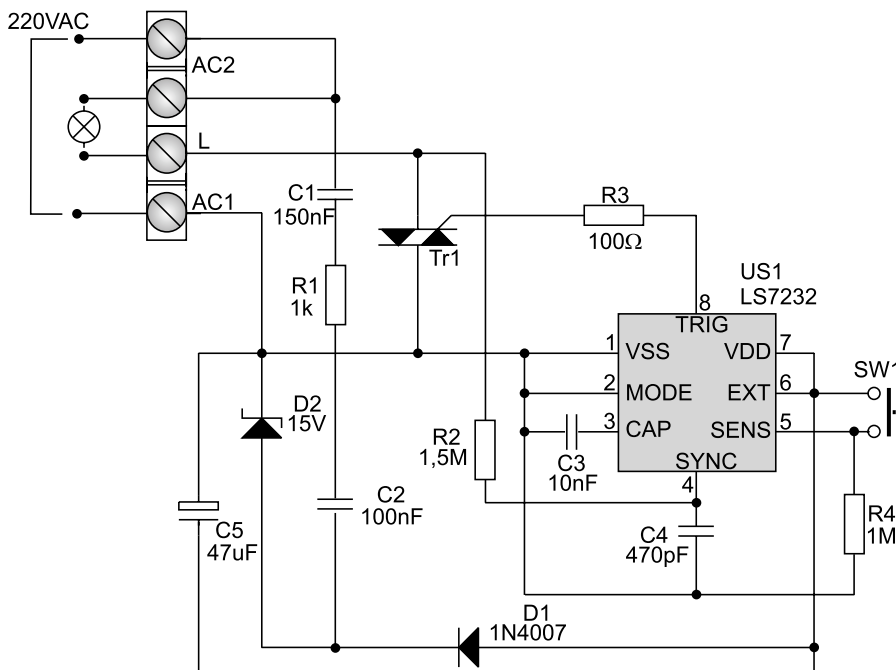 220VAC
AC2
L
AC1
C1
150nF
R3
100Ω
Tr1
R1
1k
US1
LS7232
8
TRIG
1 VSS VDD 7
2 MODE EXT 6
3 CAP SENS 5
SYNC
4
SW1
D2
15V
R2
1,5M
C3
10nF
C2
100nF
C5
47uF
C4
470pF
R4
1M
D1
1N4007